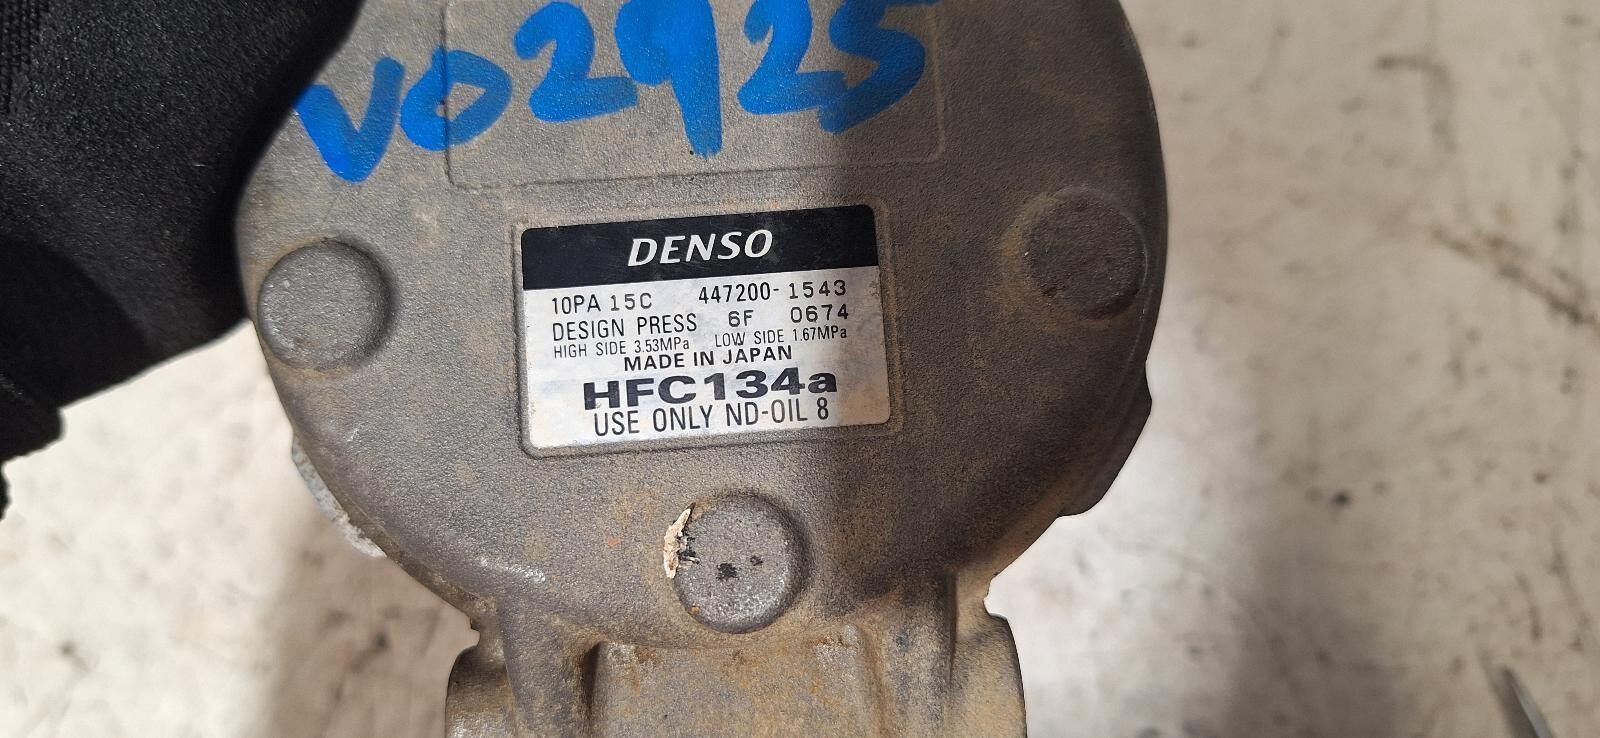 VO2925
DENSO
10PA 15C 447200-1543
DESIGN PRESS 6F 0674
HIGH SIDE 3.53MPa LOW SIDE 1.67MPa
MADE IN JAPAN
HFC134a
USE ONLY ND-OIL 8